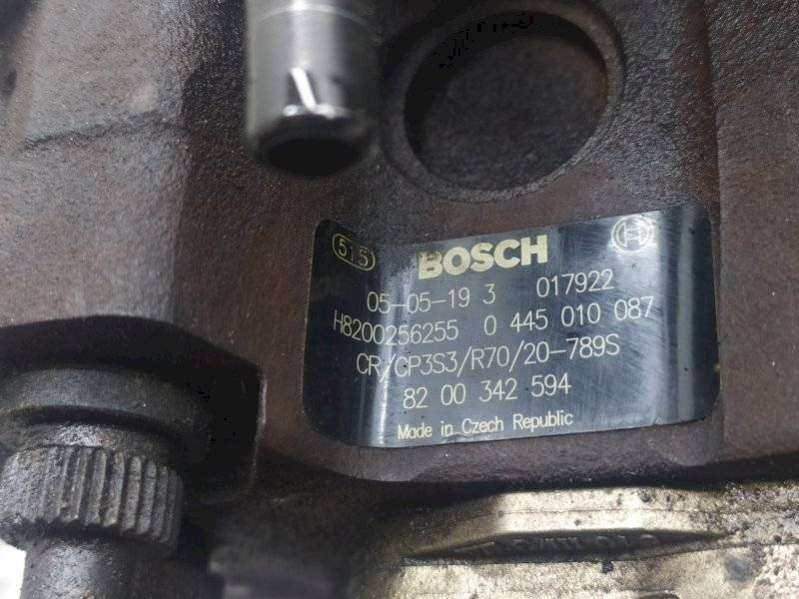 515 BOSCH
05-05-19 3 017922
H8200256255 0 445 010 087
CR/CP3S3/R70/20-789S
82 00 342 594
Made in Czech Republic